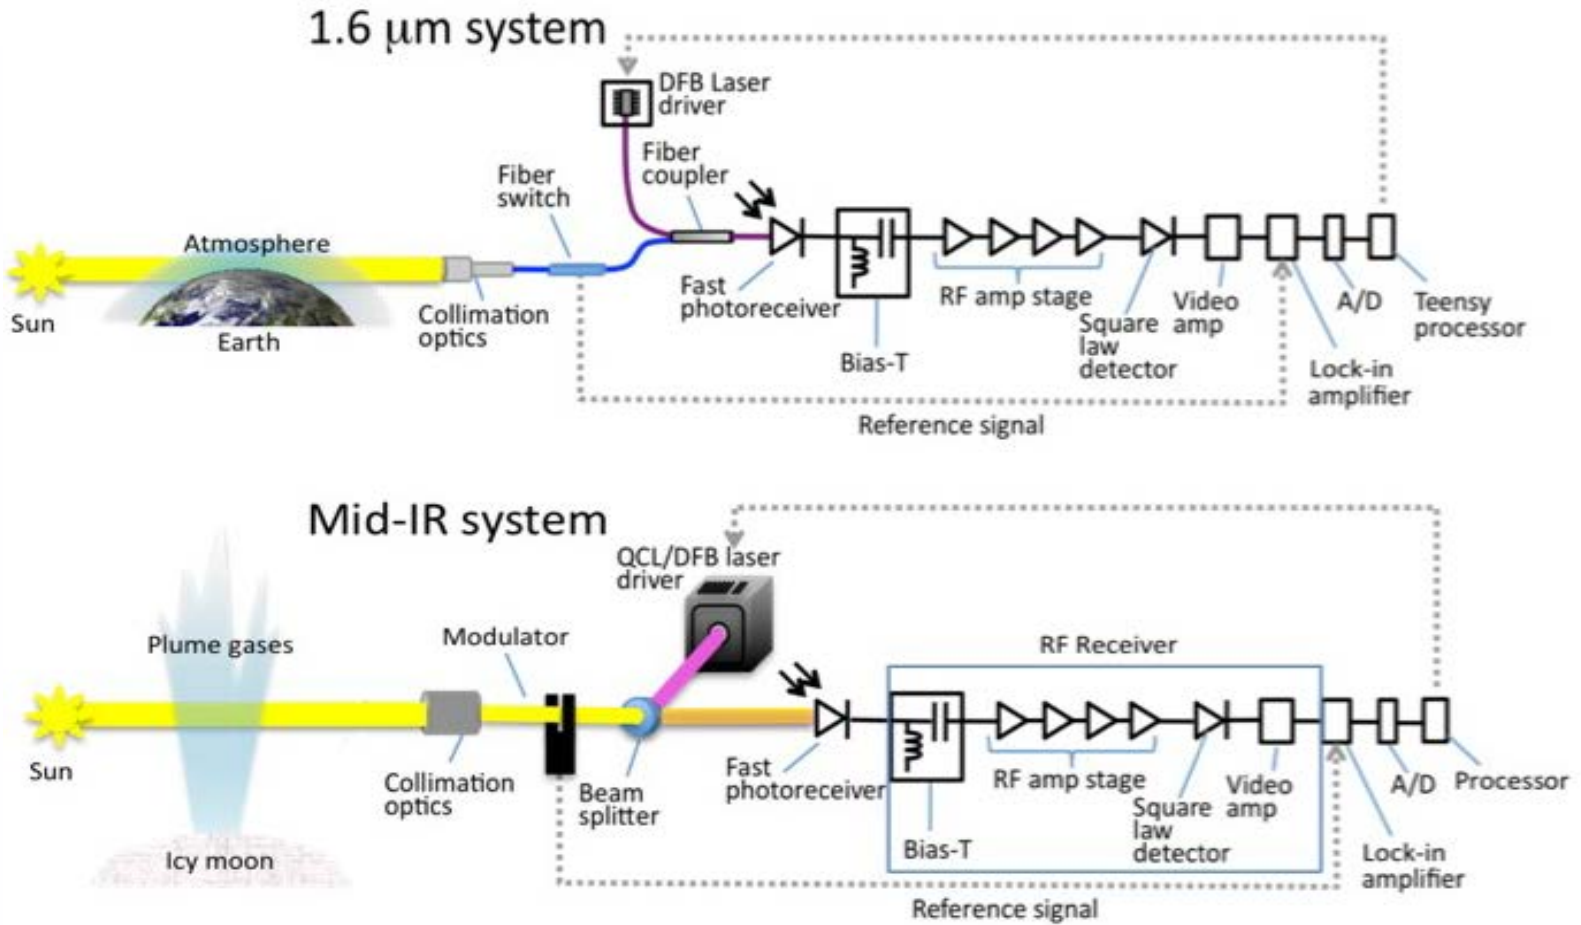 1.6 μm system
DFB Laser
driver
Fiber
coupler
Fiber
switch
Atmosphere
Sun
Earth
Collimation
optics
Fast
photoreceiver
Bias-T
RF amp stage
Square
law
detector
Video
amp
A/D
Teensy
processor
Lock-in
amplifier
Reference signal
Mid-IR system
QCL/DFB laser
driver
Plume gases
Modulator
RF Receiver
Sun
Collimation
optics
Beam
splitter
Fast
photoreceiver
RF amp stage
Video
amp
A/D
Processor
Square
law
detector
Bias-T
Icy moon
Lock-in
amplifier
Reference signal